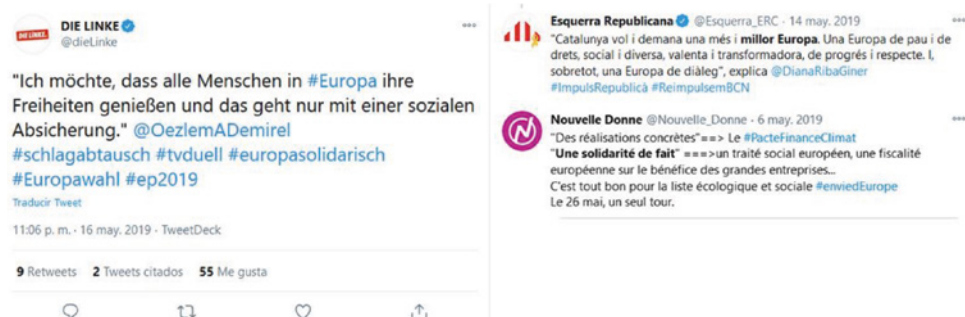 DIE LINKE
@dieLinke
"Ich möchte, dass alle Menschen in #Europa ihre
Freiheiten genießen und das geht nur mit einer sozialen
Absicherung." @OezlemADemirel
#schlagabtausch #tvduell #europasolidarisch
#Europawahl #ep2019
Traducir Tweet
11:06 p. m. · 16 may. 2019 · TweetDeck
9 Retweets 2 Tweets citados 55 Me gusta
Esquerra Republicana @Esquerra_ERC · 14 may. 2019
"Catalunya vol i demana una més i millor Europa. Una Europa de pau i de
drets, social i diversa, valenta i transformadora, de progrés i respecte. I,
sobretot, una Europa de diàleg", explica @DianaRibaGiner
#ImpulsRepublicà #ReimpulsemBCN
Nouvelle Donne @Nouvelle_Donne · 6 may. 2019
"Des réalisations concrètes"==> Le #PacteFinanceClimat
"Une solidarité de fait" ===>un traité social européen, une fiscalité
européenne sur le bénéfice des grandes entreprises...
C'est tout bon pour la liste écologique et sociale #enviedEurope
Le 26 mai, un seul tour.